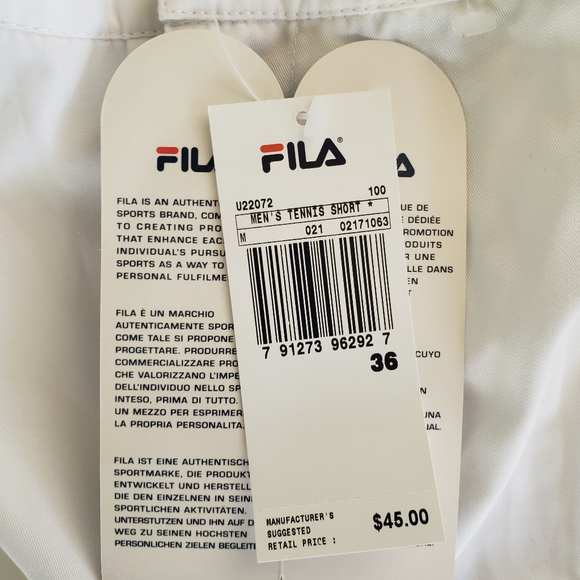 FILA
FILA IS AN AUTHENT
SPORTS BRAND, COM
TO CREATING PRO
THAT ENHANCE EAC
INDIVIDUAL'S PURSU
SPORTS AS A WAY TO
PERSONAL FULFILME
FILA È UN MARCHIO
AUTENTICAMENTE SPOR
COME TALE SI PROPONE
PROGETTARE. PRODURRE
COMMERCIALIZZARE PRO
CHE VALORIZZANO L'IMPE
DELL'INDIVIDUO NELLO SP
INTESO, PRIMA DI TUTTO.
UN MEZZO PER ESPRIMER
LA PROPRIA PERSONALITA.
FILA IST EINE AUTHENTISCH
SPORTMARKE, DIE PRODUKT
ENTWICKELT UND HERSTELL
DIE DEN EINZELNEN IN SEINE
SPORTLICHEN AKTIVITÄTEN.
UNTERSTUTZEN UND IHN AUF D
WEG ZU SEINEN HOCHSTEN
PERSONLICHEN ZIELEN BEGLEITE
FILA®
U22072 100
MEN'S TENNIS SHORT *
M 021 02171063
7 91273 96292 7
36
MANUFACTURER'S
SUGGESTED
RETAIL PRICE : $45.00
A
UE DE
DÉDIÉE
ROMOTION
ODUITS
R UNE
LLE DANS
EN
T
CUYO
UNA
NAL.